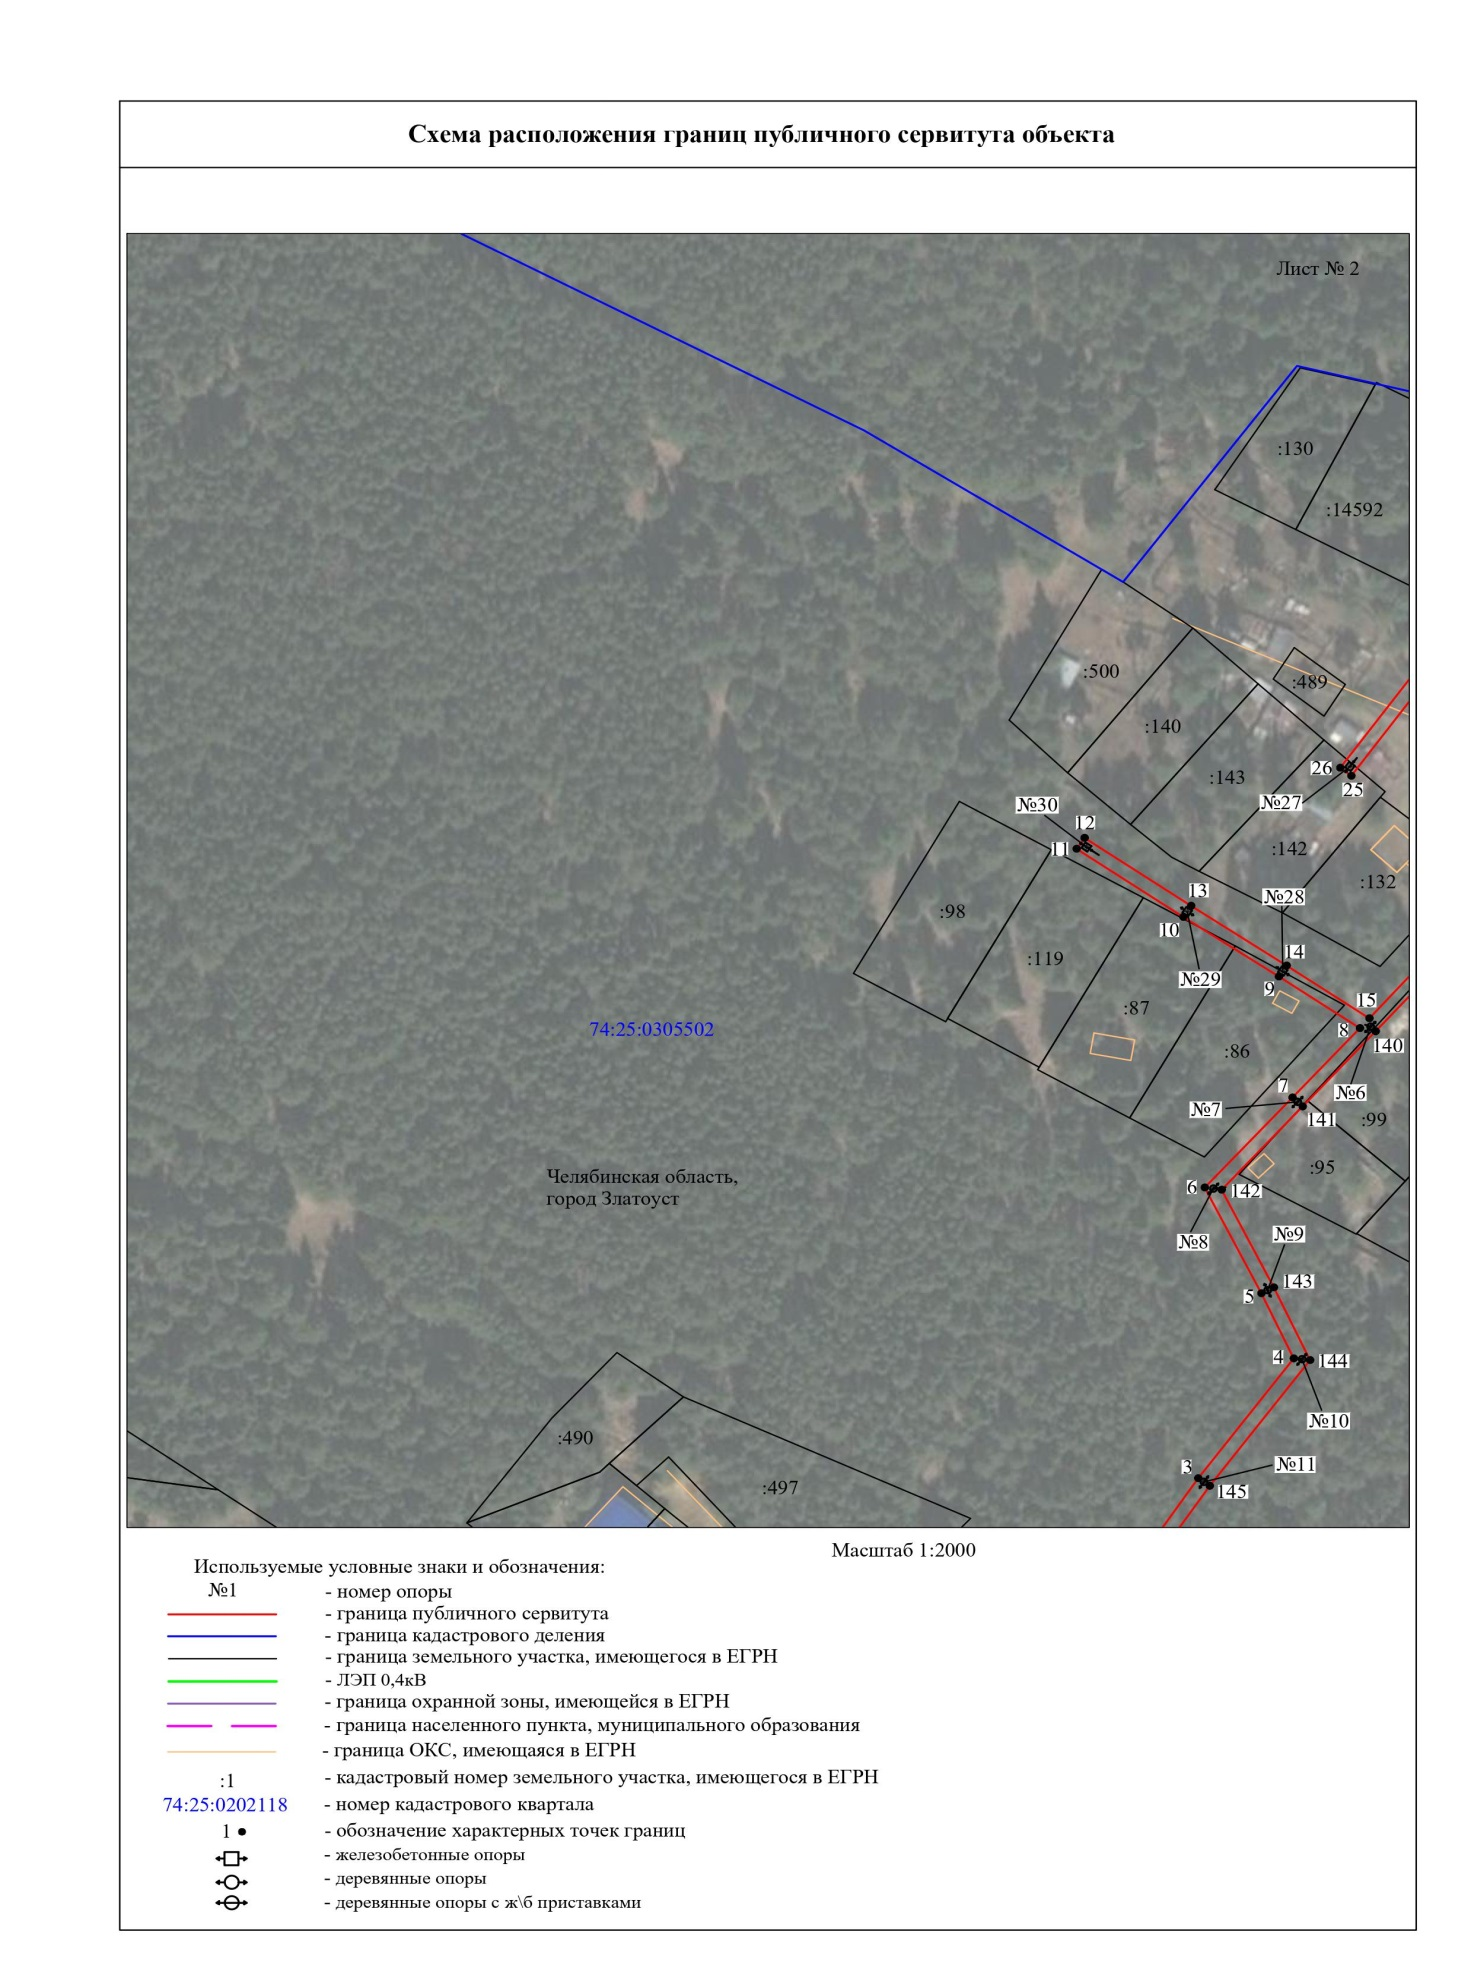 Схема расположения границ публичного сервитута объекта
Лист № 2
:130
:14592
:500
:489
:140
:143
26
25
№27
№30
12
11
:142
:132
13
№28
:98
10
14
:119
№29
9
:87
15
8
74:25:0305502
140
:86
7
№6
№7
141
:99
:95
Челябинская область,
город Златоуст
6
142
№8
№9
143
5
4
144
№10
:490
3
№11
:497
145
Масштаб 1:2000
Используемые условные знаки и обозначения:
№1 - номер опоры
- граница публичного сервитута
- граница кадастрового деления
- граница земельного участка, имеющегося в ЕГРН
- ЛЭП 0,4кВ
- граница охранной зоны, имеющейся в ЕГРН
- граница населенного пункта, муниципального образования
- граница ОКС, имеющаяся в ЕГРН
:1 - кадастровый номер земельного участка, имеющегося в ЕГРН
74:25:0202118 - номер кадастрового квартала
1 - обозначение характерных точек границ
- железобетонные опоры
- деревянные опоры
- деревянные опоры с ж\б приставками